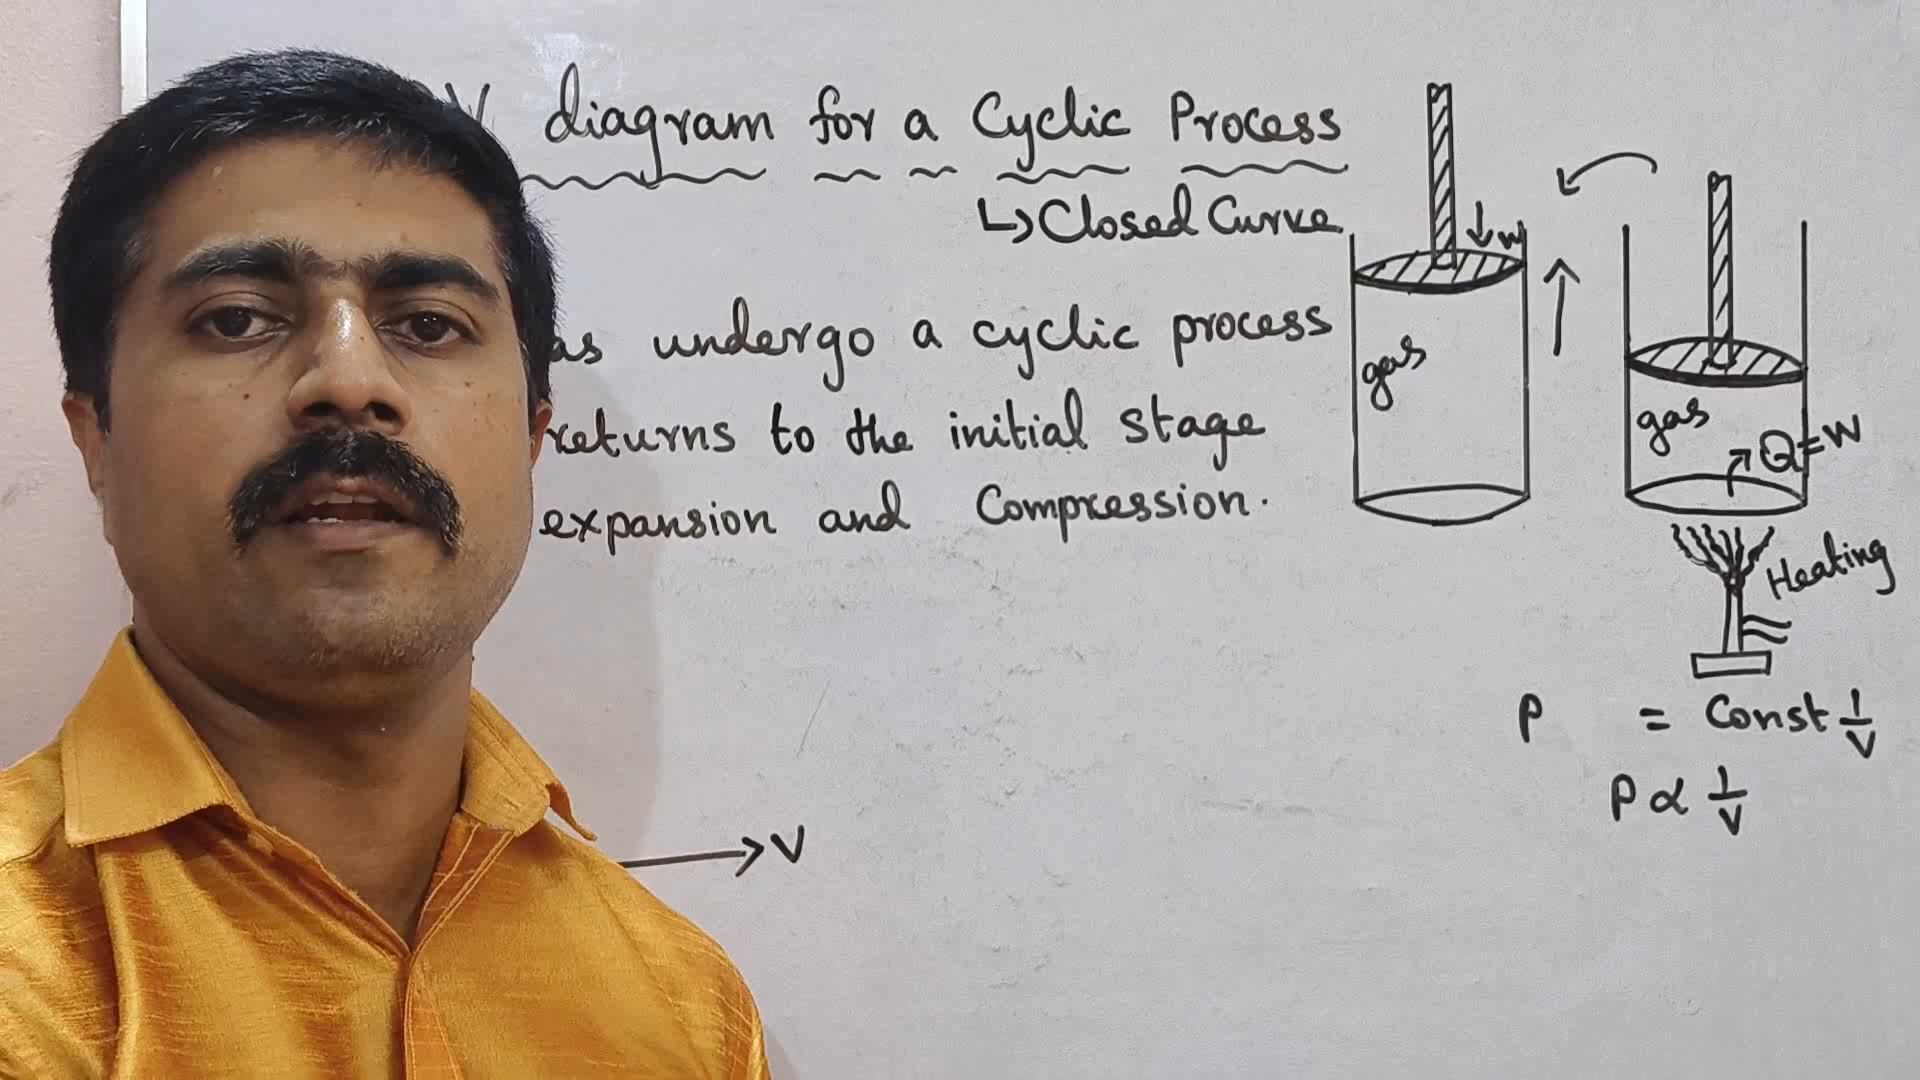 V diagram for a Cyclic Process
↳ Closed Curve
as undergo a cyclic process
returns to the initial stage
expansion and Compression.
↓ W
gas
gas
Q = W
Heating
P = Const 1/V
P ∝ 1/V
V